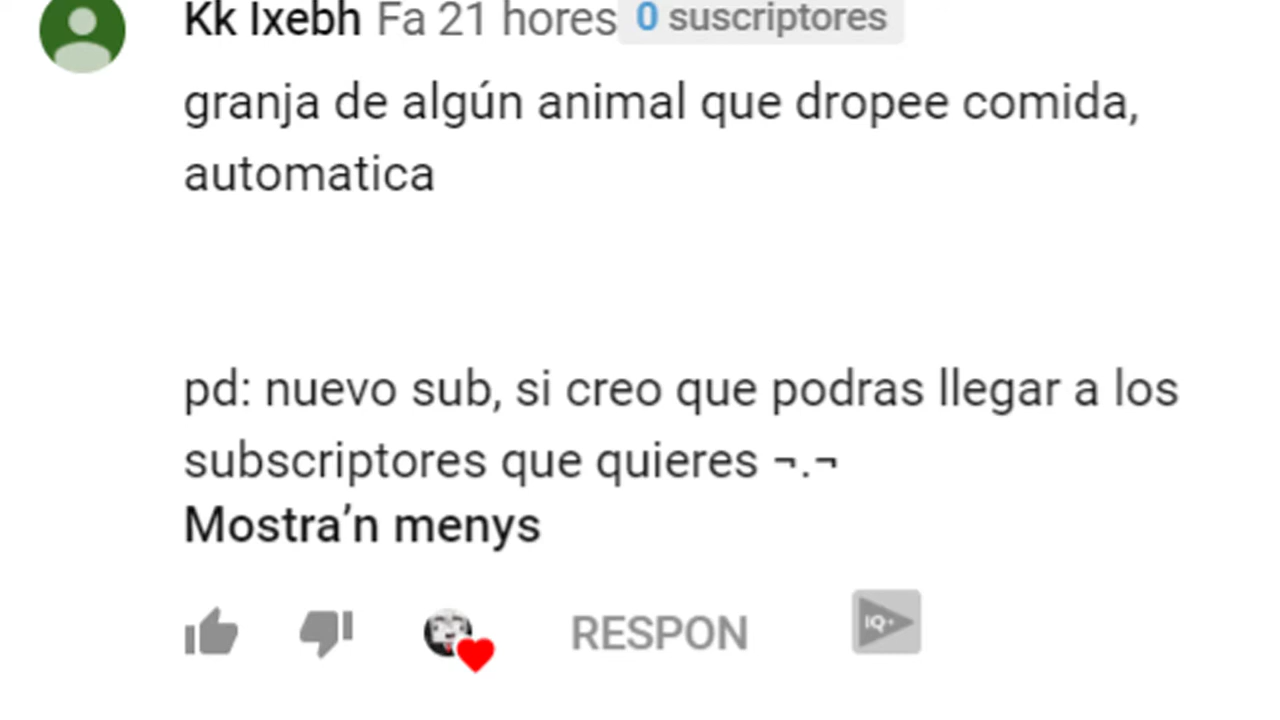 Kk Ixebh Fa 21 hores 0 suscriptores
granja de algún animal que dropee comida,
automatica
pd: nuevo sub, si creo que podras llegar a los
subscriptores que quieres ¬.¬
Mostra’n menys
RESPON IQ+